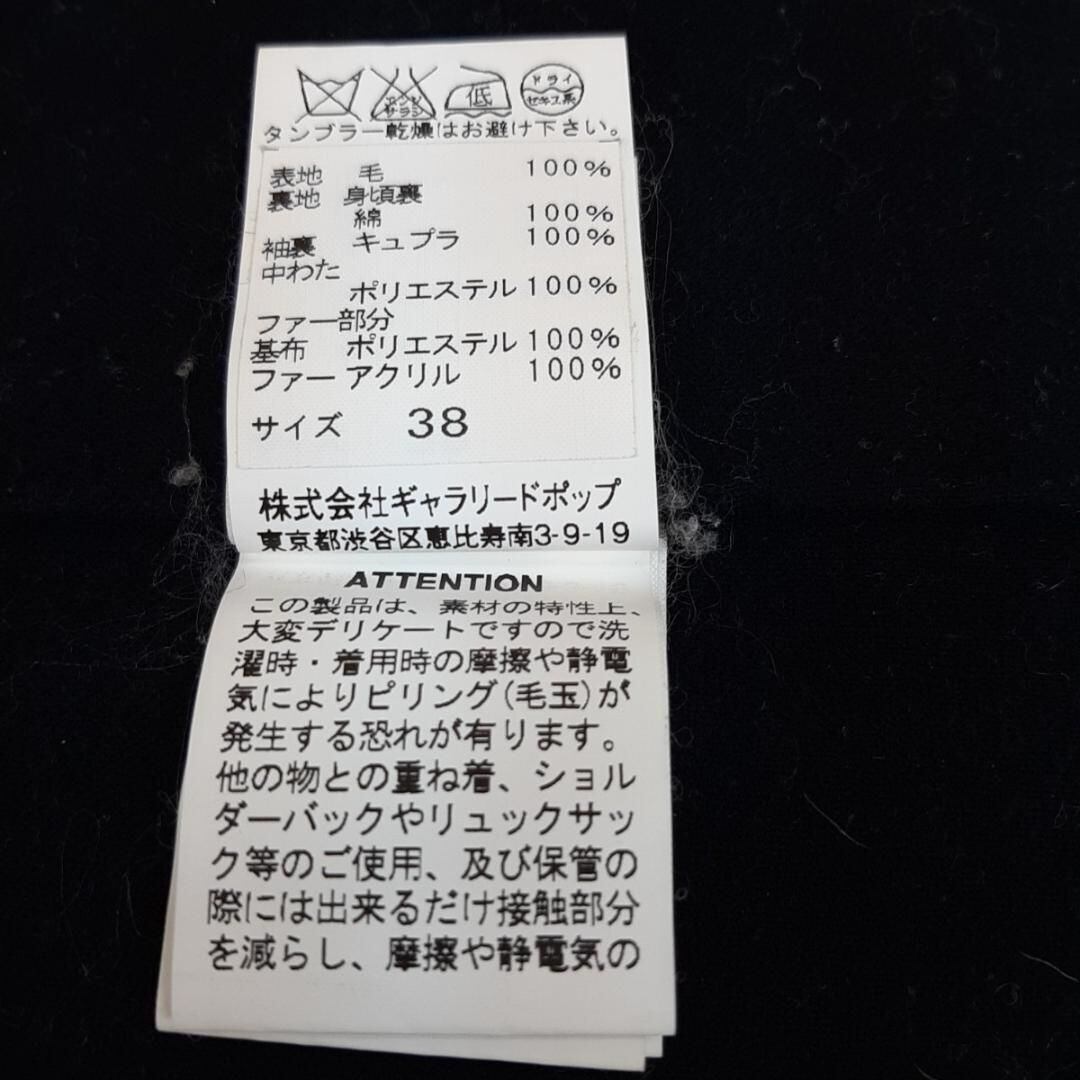 エンソ サラシ 低 ドライ セキユ系
タンブラー乾燥はお避け下さい。
表地 毛 100%
裏地 身頃裏
綿 100%
袖裏 キュプラ 100%
中わた
ポリエステル 100%
ファー部分
基布 ポリエステル 100%
ファー アクリル 100%
サイズ 38
株式会社ギャラリードポップ
東京都渋谷区恵比寿南3-9-19
ATTENTION
この製品は、素材の特性上、
大変デリケートですので洗
濯時・着用時の摩擦や静電
気によりピリング(毛玉)が
発生する恐れが有ります。
他の物との重ね着、ショル
ダーバックやリュックサッ
ク等のご使用、及び保管の
際には出来るだけ接触部分
を減らし、摩擦や静電気の